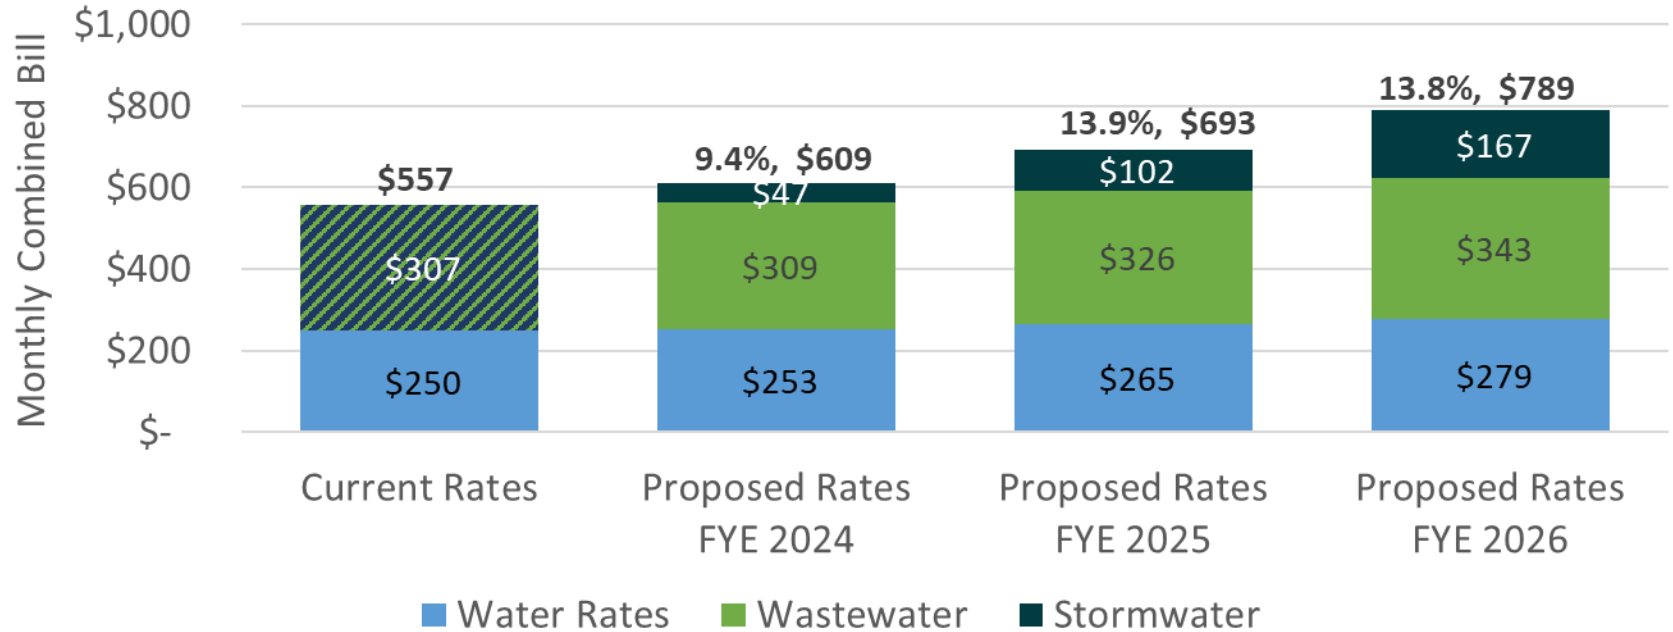 Monthly Combined Bill
$1,000
$800
$600
$400
$200
$-
$557
$307
$250
9.4%, $609
$47
$309
$253
13.9%, $693
$102
$326
$265
13.8%, $789
$167
$343
$279
Current Rates
Proposed Rates
FYE 2024
Proposed Rates
FYE 2025
Proposed Rates
FYE 2026
Water Rates
Wastewater
Stormwater